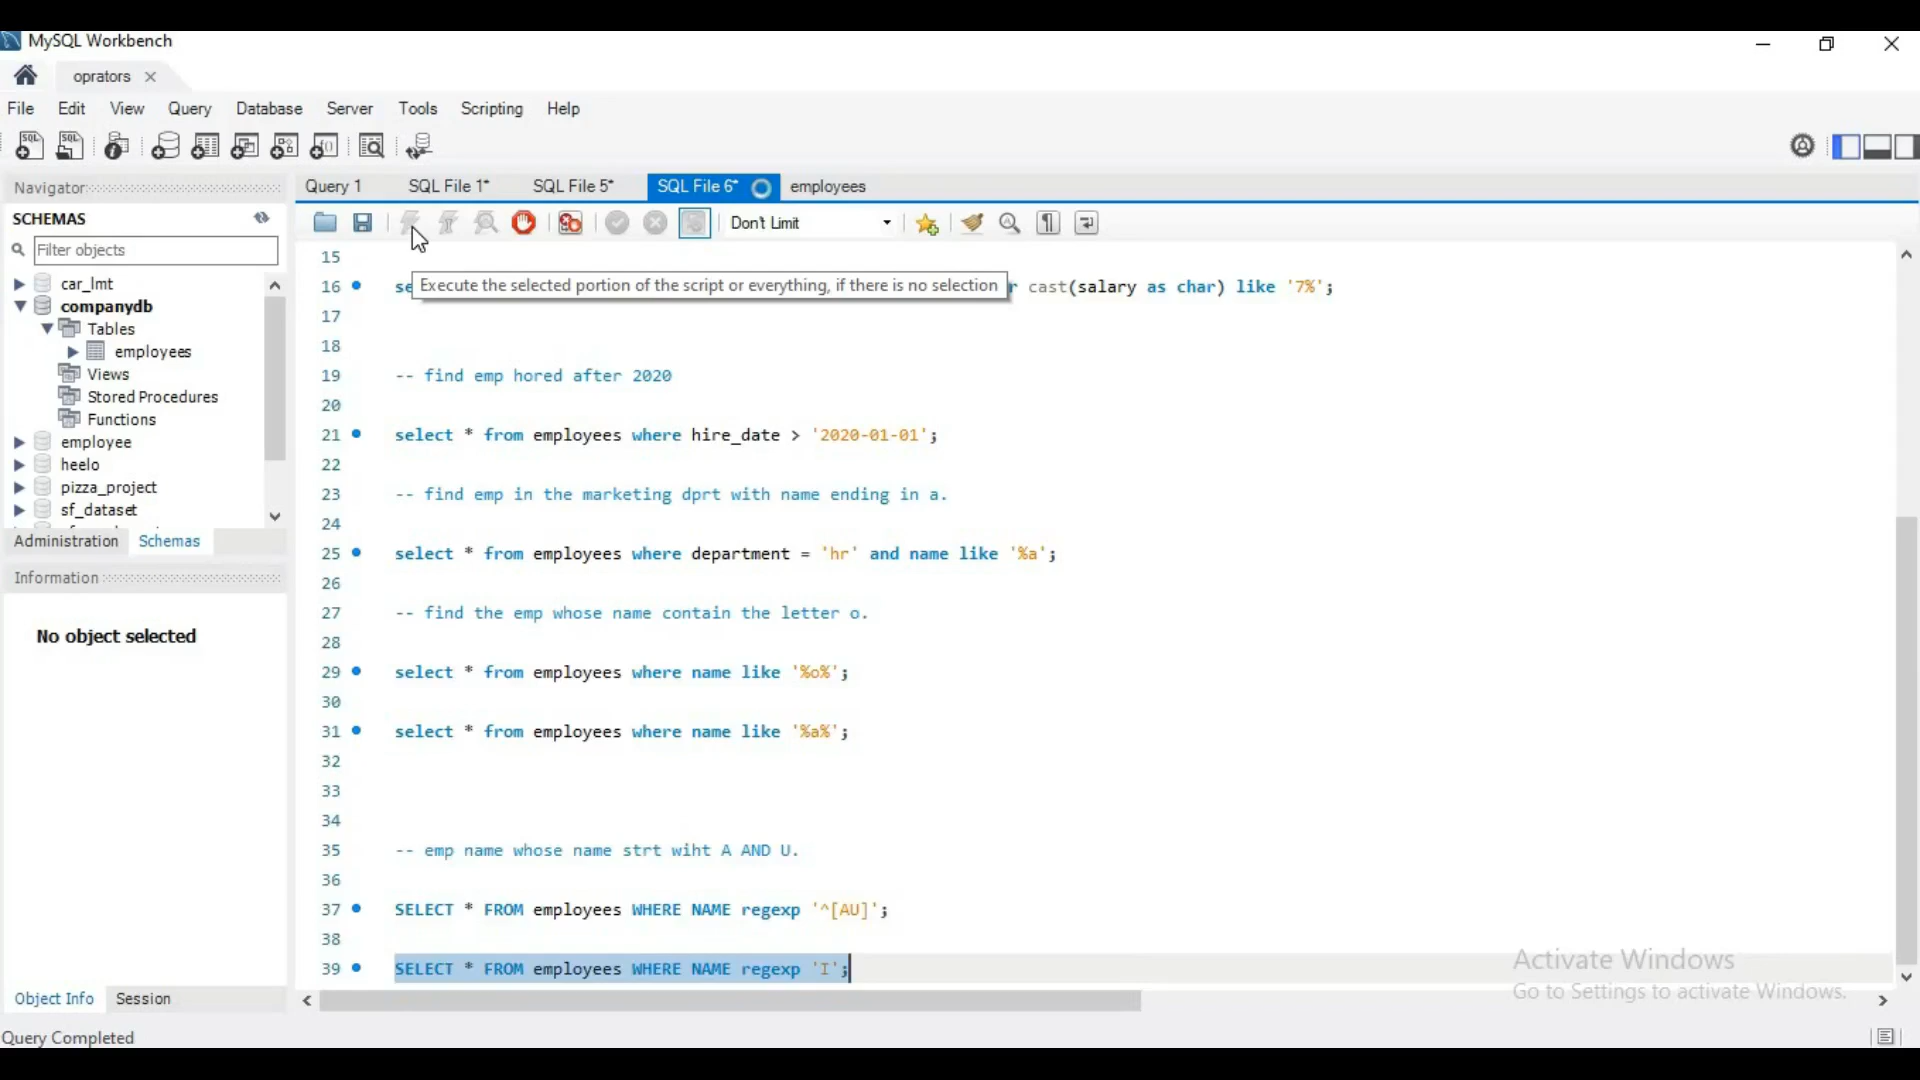 MySQL Workbench
oprators
File Edit View Query Database Server Tools Scripting Help
Navigator
Query 1 SQL File 1* SQL File 5* SQL File 6* employees
SCHEMAS
Don't Limit
Filter objects
car_lmt
companydb
Tables
employees
Views
Stored Procedures
Functions
employee
heelo
pizza_project
sf_dataset
Administration Schemas
Information
No object selected
Object Info Session
Query Completed
15
16 se
Execute the selected portion of the script or everything, if there is no selection
r cast(salary as char) like '7%';
17
18
19 -- find emp hored after 2020
20
21 select * from employees where hire_date > '2020-01-01';
22
23 -- find emp in the marketing dprt with name ending in a.
24
25 select * from employees where department = 'hr' and name like '%a';
26
27 -- find the emp whose name contain the letter o.
28
29 select * from employees where name like '%o%';
30
31 select * from employees where name like '%a%';
32
33
34
35 -- emp name whose name strt wiht A AND U.
36
37 SELECT * FROM employees WHERE NAME regexp '^[AU]';
38
39 SELECT * FROM employees WHERE NAME regexp 'I';
Activate Windows
Go to Settings to activate Windows.